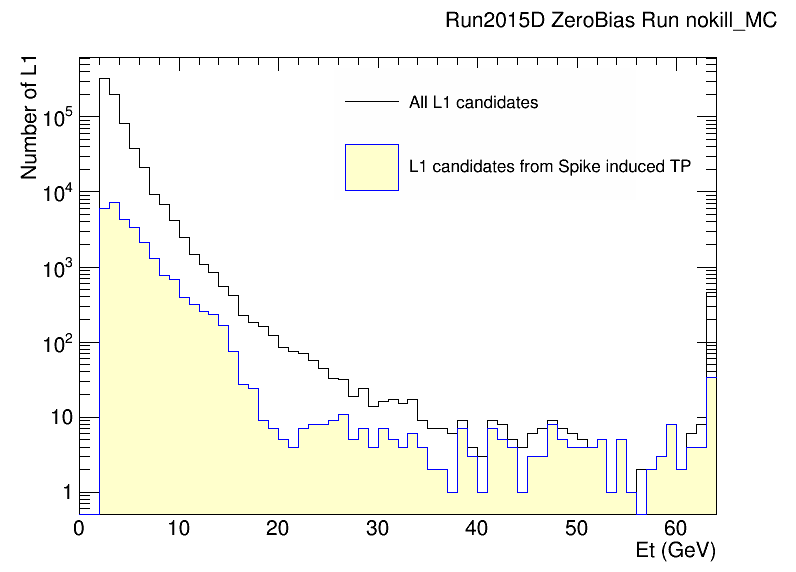 Run2015D ZeroBias Run nokill_MC
Number of L1
All L1 candidates
L1 candidates from Spike induced TP
10^5
10^4
10^3
10^2
10
1
0 10 20 30 40 50 60
Et (GeV)